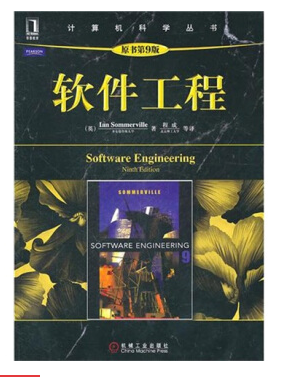 计算机科学丛书
PEARSON
原书第9版
软件工程
(英) Ian Sommerville 著 程成 等译
Software Engineering
Ninth Edition
SOMMERVILLE
SOFTWARE ENGINEERING
9
机械工业出版社
China Machine Press